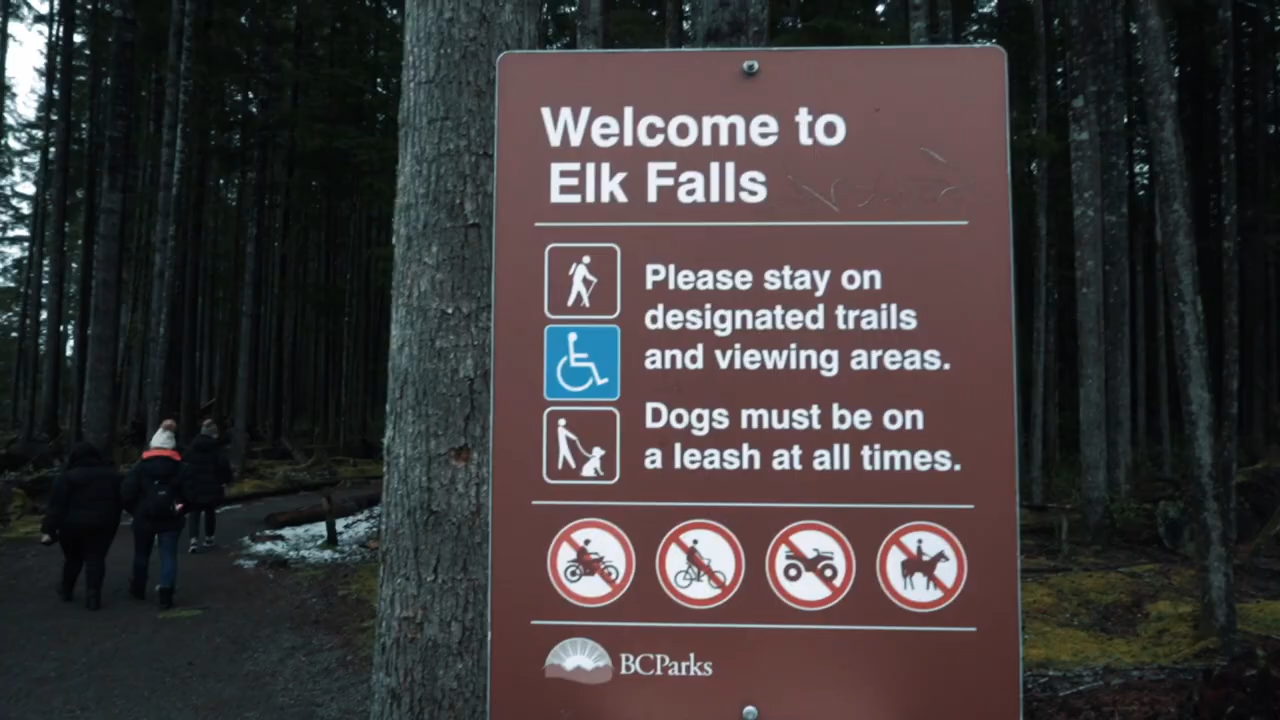 Welcome to
Elk Falls
Please stay on
designated trails
and viewing areas.
Dogs must be on
a leash at all times.
BCParks